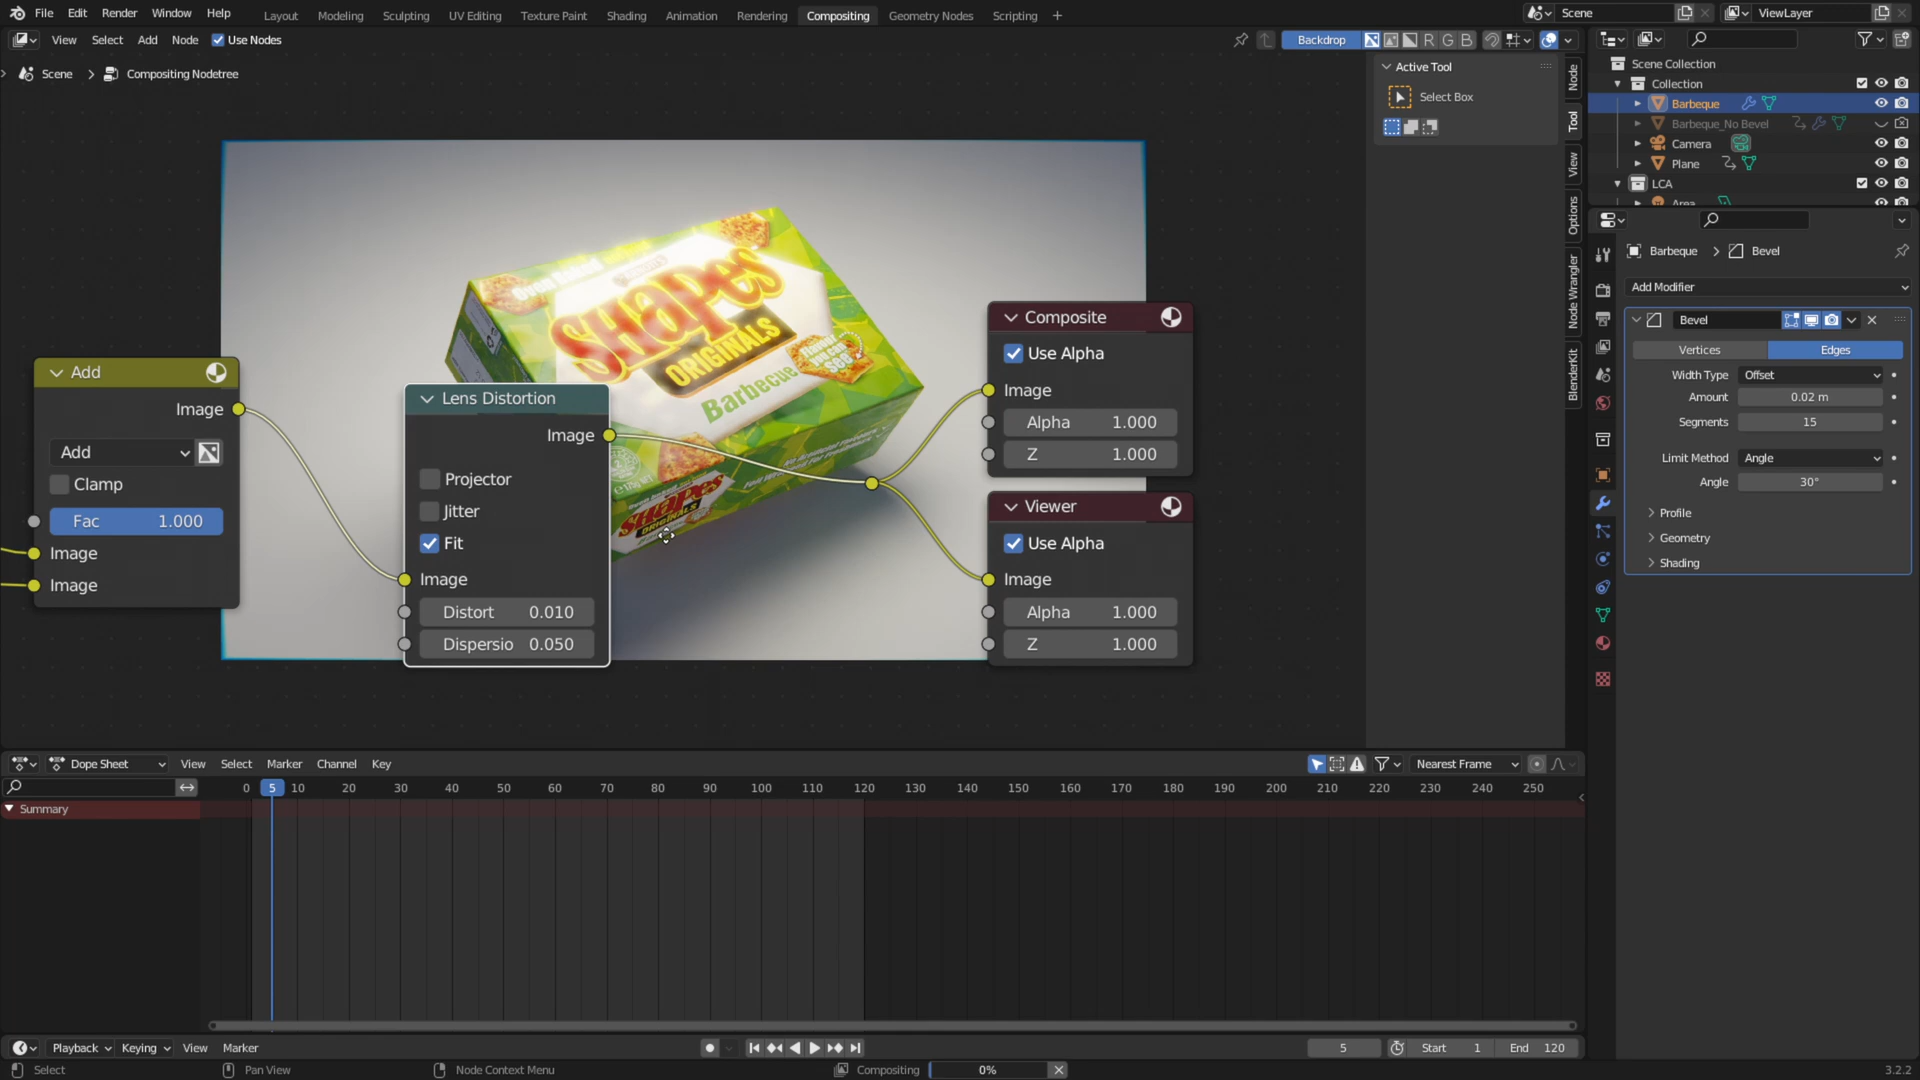 File Edit Render Window Help Layout Modeling Sculpting UV Editing Texture Paint Shading Animation Rendering Compositing Geometry Nodes Scripting + Scene ViewLayer
View Select Add Node Use Nodes Backdrop R G B
Scene > Compositing Nodetree
Active Tool
Select Box
Node
Tool
View
Options
Node Wrangler
BlenderKit
Scene Collection
Collection
Barbeque
Barbeque_No Bevel
Camera
Plane
LCA
Area
Barbeque > Bevel
Add Modifier
Bevel
Vertices Edges
Width Type Offset
Amount 0.02 m
Segments 15
Limit Method Angle
Angle 30°
Profile
Geometry
Shading
Oven Baked
Shapes
ORIGINALS
Barbecue
flavour you can see
Shapes
ORIGINALS
Add
Image
Add
Clamp
Fac 1.000
Image
Image
Lens Distortion
Image
Projector
Jitter
Fit
Image
Distort 0.010
Dispersio 0.050
Composite
Use Alpha
Image
Alpha 1.000
Z 1.000
Viewer
Use Alpha
Image
Alpha 1.000
Z 1.000
Dope Sheet View Select Marker Channel Key Nearest Frame
0 5 10 20 30 40 50 60 70 80 90 100 110 120 130 140 150 160 170 180 190 200 210 220 230 240 250
Summary
Playback Keying View Marker 5 Start 1 End 120
Select Pan View Node Context Menu Compositing 0% 3.2.2